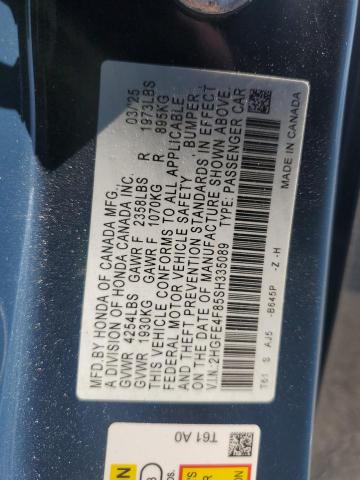 MFD BY HONDA OF CANADA MFG., 03/25
A DIVISION OF HONDA CANADA INC.
GVWR 4254LBS GAWR F 2358LBS R 1973LBS
GVWR 1930KG GAWR F 1070KG R 895KG
THIS VEHICLE CONFORMS TO ALL APPLICABLE
FEDERAL MOTOR VEHICLE SAFETY BUMPER,
AND THEFT PREVENTION STANDARDS IN EFFECT
ON THE DATE OF MANUFACTURE SHOWN ABOVE.
V.I.N: 2HGFE4F85SH335089 TYPE: PASSENGER CAR
T61 S AJ5 -B645P -Z -H
MADE IN CANADA
T61 A0